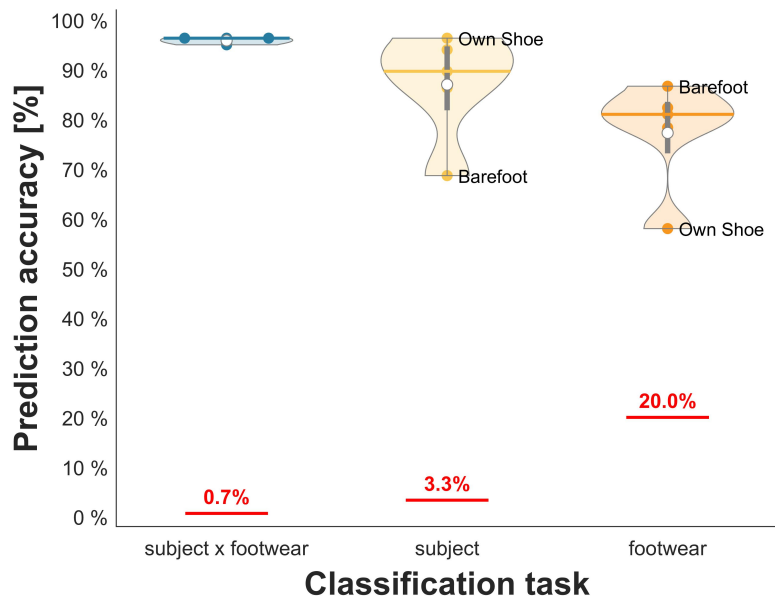 100 %
90 %
80 %
70 %
60 %
50 %
40 %
30 %
20 %
10 %
0 %
Prediction accuracy [%]
Own Shoe
Barefoot
Barefoot
Own Shoe
0.7%
3.3%
20.0%
subject x footwear
subject
footwear
Classification task